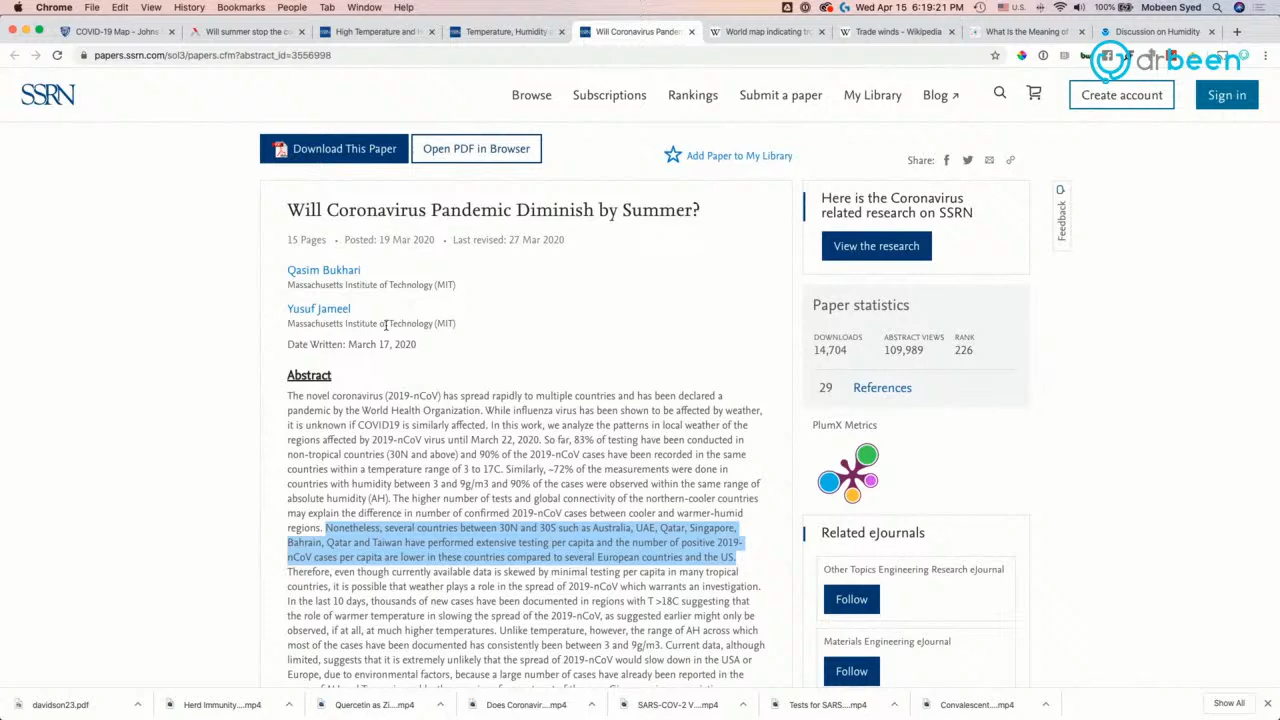 Chrome File Edit View History Bookmarks People Tab Window Help
100% Wed Apr 15 6:19:21 PM Mobeen Syed
COVID-19 Map - Johns
Will summer stop the c
High Temperature and H
Temperature, Humidity
Will Coronavirus Pandem
World map indicating tro
Trade winds - Wikipedia
What Is the Meaning of
Discussion on Humidity
papers.ssrn.com/sol3/papers.cfm?abstract_id=3556998
drbeen
SSRN
Browse Subscriptions Rankings Submit a paper My Library Blog ↗
Create account
Sign in
Download This Paper
Open PDF in Browser
Add Paper to My Library
Share:
Will Coronavirus Pandemic Diminish by Summer?
15 Pages • Posted: 19 Mar 2020 • Last revised: 27 Mar 2020
Qasim Bukhari
Massachusetts Institute of Technology (MIT)
Yusuf Jameel
Massachusetts Institute of Technology (MIT)
Date Written: March 17, 2020
Abstract
The novel coronavirus (2019-nCoV) has spread rapidly to multiple countries and has been declared a
pandemic by the World Health Organization. While influenza virus has been shown to be affected by weather,
it is unknown if COVID19 is similarly affected. In this work, we analyze the patterns in local weather of the
regions affected by 2019-nCoV virus until March 22, 2020. So far, 83% of testing have been conducted in
non-tropical countries (30N and above) and 90% of the 2019-nCoV cases have been recorded in the same
countries within a temperature range of 3 to 17C. Similarly, ~72% of the measurements were done in
countries with humidity between 3 and 9g/m3 and 90% of the cases were observed within the same range of
absolute humidity (AH). The higher number of tests and global connectivity of the northern-cooler countries
may explain the difference in number of confirmed 2019-nCoV cases between cooler and warmer-humid
regions. Nonetheless, several countries between 30N and 30S such as Australia, UAE, Qatar, Singapore,
Bahrain, Qatar and Taiwan have performed extensive testing per capita and the number of positive 2019-
nCoV cases per capita are lower in these countries compared to several European countries and the US.
Therefore, even though currently available data is skewed by minimal testing per capita in many tropical
countries, it is possible that weather plays a role in the spread of 2019-nCoV which warrants an investigation.
In the last 10 days, thousands of new cases have been documented in regions with T >18C suggesting that
the role of warmer temperature in slowing the spread of the 2019-nCoV, as suggested earlier might only be
observed, if at all, at much higher temperatures. Unlike temperature, however, the range of AH across which
most of the cases have been documented has consistently been between 3 and 9g/m3. Current data, although
limited, suggests that it is extremely unlikely that the spread of 2019-nCoV would slow down in the USA or
Europe, due to environmental factors, because a large number of cases have already been reported in the
Here is the Coronavirus
related research on SSRN
View the research
Feedback
Paper statistics
DOWNLOADS ABSTRACT VIEWS RANK
14,704 109,989 226
29 References
PlumX Metrics
Related eJournals
Other Topics Engineering Research eJournal
Follow
Materials Engineering eJournal
Follow
davidson23.pdf
Herd Immunity....mp4
Quercetin as Zi....mp4
Does Coronavir....mp4
SARS-COV-2 V....mp4
Tests for SARS....mp4
Convalescent....mp4
Show All